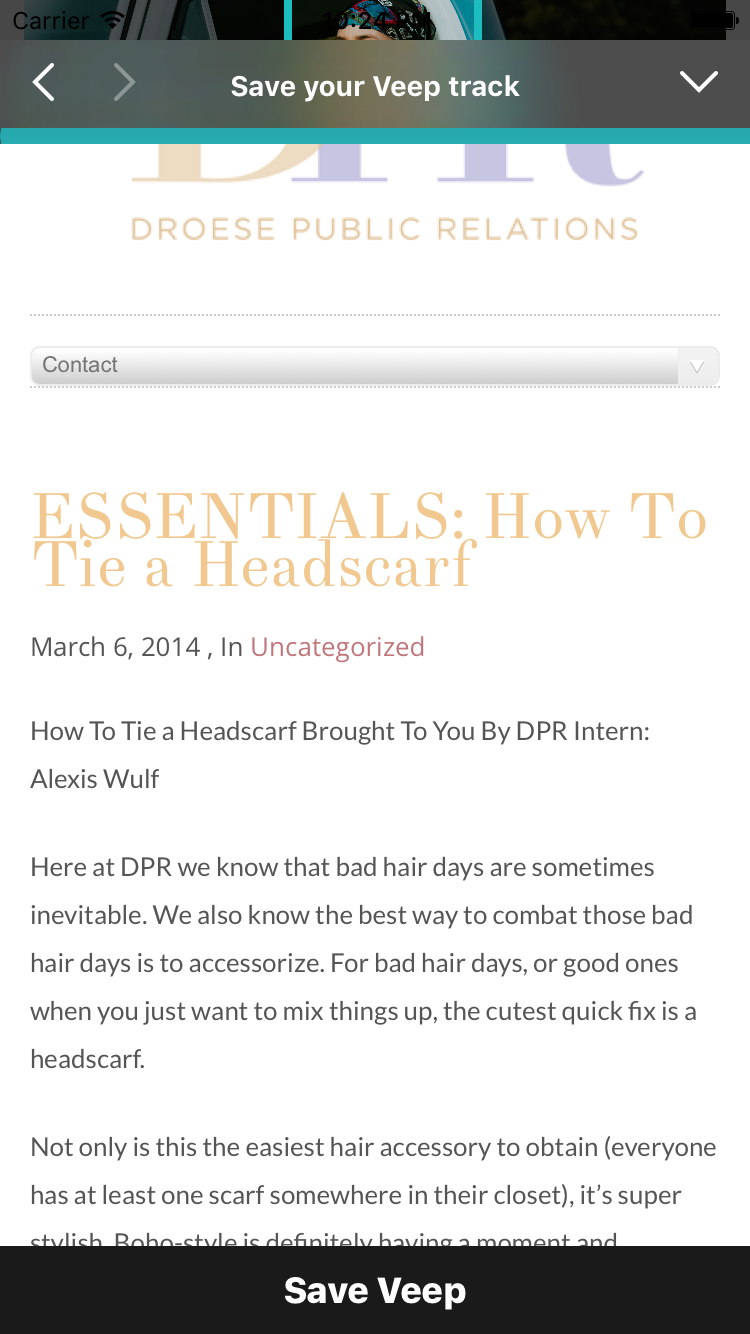 Carrier 10:24 PM
Save your Veep track
DPR
DROESE PUBLIC RELATIONS
Contact
ESSENTIALS: How To
Tie a Headscarf
March 6, 2014 , In Uncategorized
How To Tie a Headscarf Brought To You By DPR Intern:
Alexis Wulf
Here at DPR we know that bad hair days are sometimes
inevitable. We also know the best way to combat those bad
hair days is to accessorize. For bad hair days, or good ones
when you just want to mix things up, the cutest quick fix is a
headscarf.
Not only is this the easiest hair accessory to obtain (everyone
has at least one scarf somewhere in their closet), it’s super
stylish. Boho-style is definitely having a moment and
Save Veep